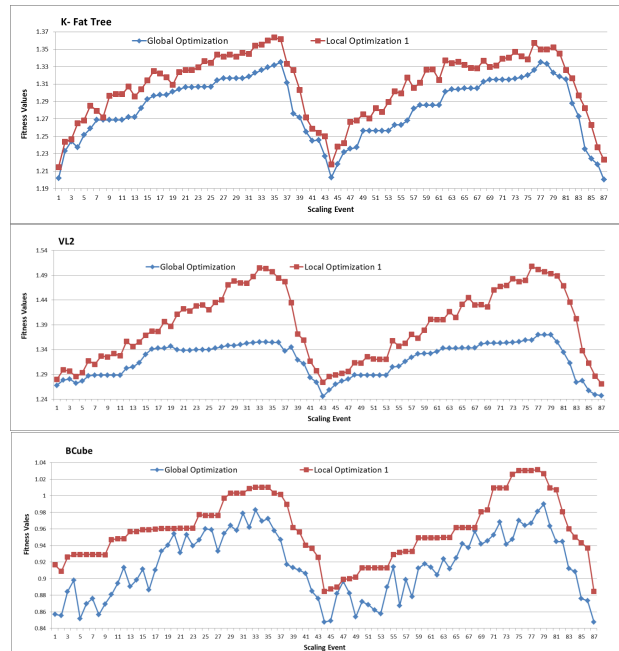 K- Fat Tree
Global Optimization
Local Optimization 1
Fitness Values
1.37
1.35
1.33
1.31
1.29
1.27
1.25
1.23
1.21
1.19
1 3 5 7 9 11 13 15 17 19 21 23 25 27 29 31 33 35 37 39 41 43 45 47 49 51 53 55 57 59 61 63 65 67 69 71 73 75 77 79 81 83 85 87
Scaling Event
VL2
Global Optimization
Local Optimization 1
Fitness Values
1.54
1.49
1.44
1.39
1.34
1.29
1.24
1 3 5 7 9 11 13 15 17 19 21 23 25 27 29 31 33 35 37 39 41 43 45 47 49 51 53 55 57 59 61 63 65 67 69 71 73 75 77 79 81 83 85 87
Scaling Event
BCube
Global Optimization
Local Optimization 1
Fitness Vales
1.04
1.02
1
0.98
0.96
0.94
0.92
0.9
0.88
0.86
0.84
1 3 5 7 9 11 13 15 17 19 21 23 25 27 29 31 33 35 37 39 41 43 45 47 49 51 53 55 57 59 61 63 65 67 69 71 73 75 77 79 81 83 85 87
Scaling Event